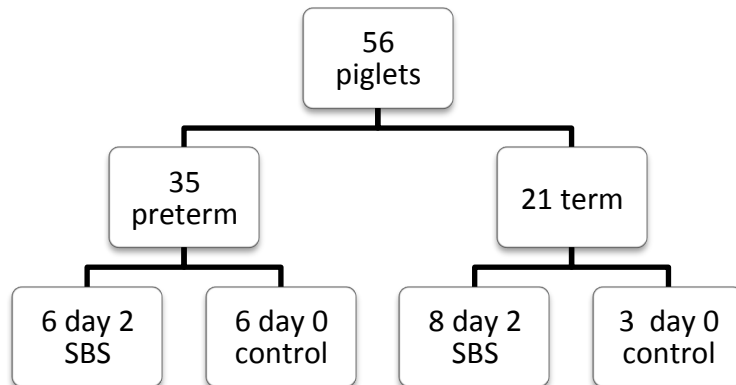 56
piglets
35
preterm
21 term
6 day 2
SBS
6 day 0
control
8 day 2
SBS
3 day 0
control